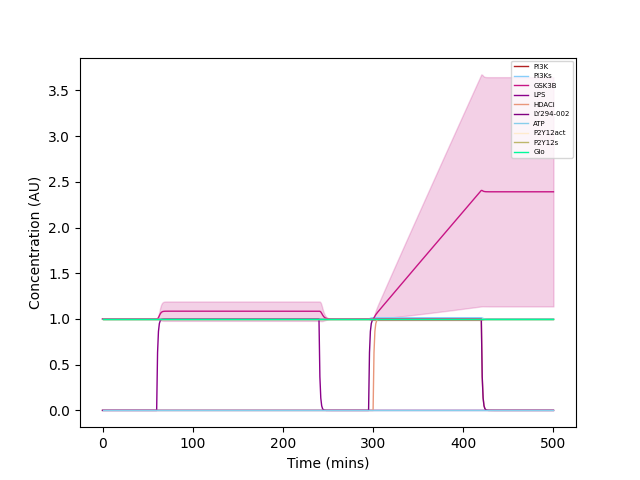 3.5
3.0
2.5
2.0
1.5
1.0
0.5
0.0
Concentration (AU)
0
100
200
300
400
500
Time (mins)
PI3K
PI3Ks
GSK3B
LPS
HDACi
LY294-002
ATP
P2Y12act
P2Y12s
Gio